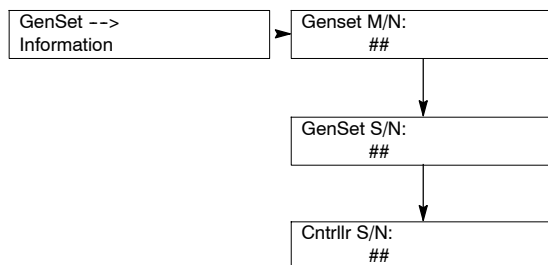 GenSet -->
Information
Genset M/N:
##
GenSet S/N:
##
Cntrllr S/N:
##